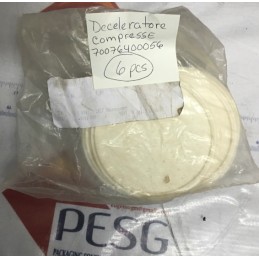 Deceleratore
compresse
70076400056
6 pcs
PESG